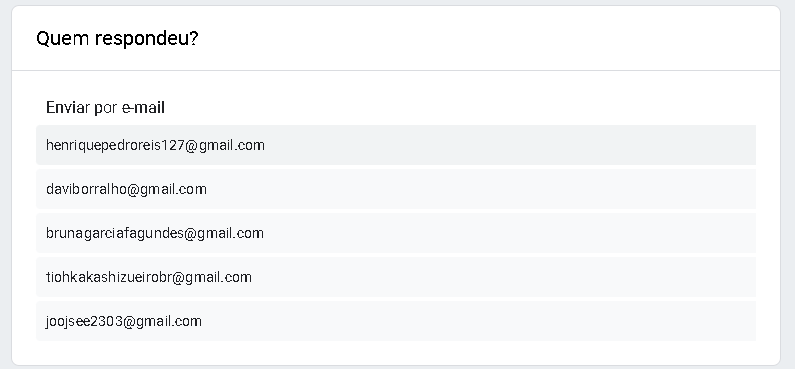 Quem respondeu?
Enviar por e-mail
henriquepedroreis127@gmail.com
daviborralho@gmail.com
brunagarciafagundes@gmail.com
tiohkakashizueirobr@gmail.com
joojsee2303@gmail.com